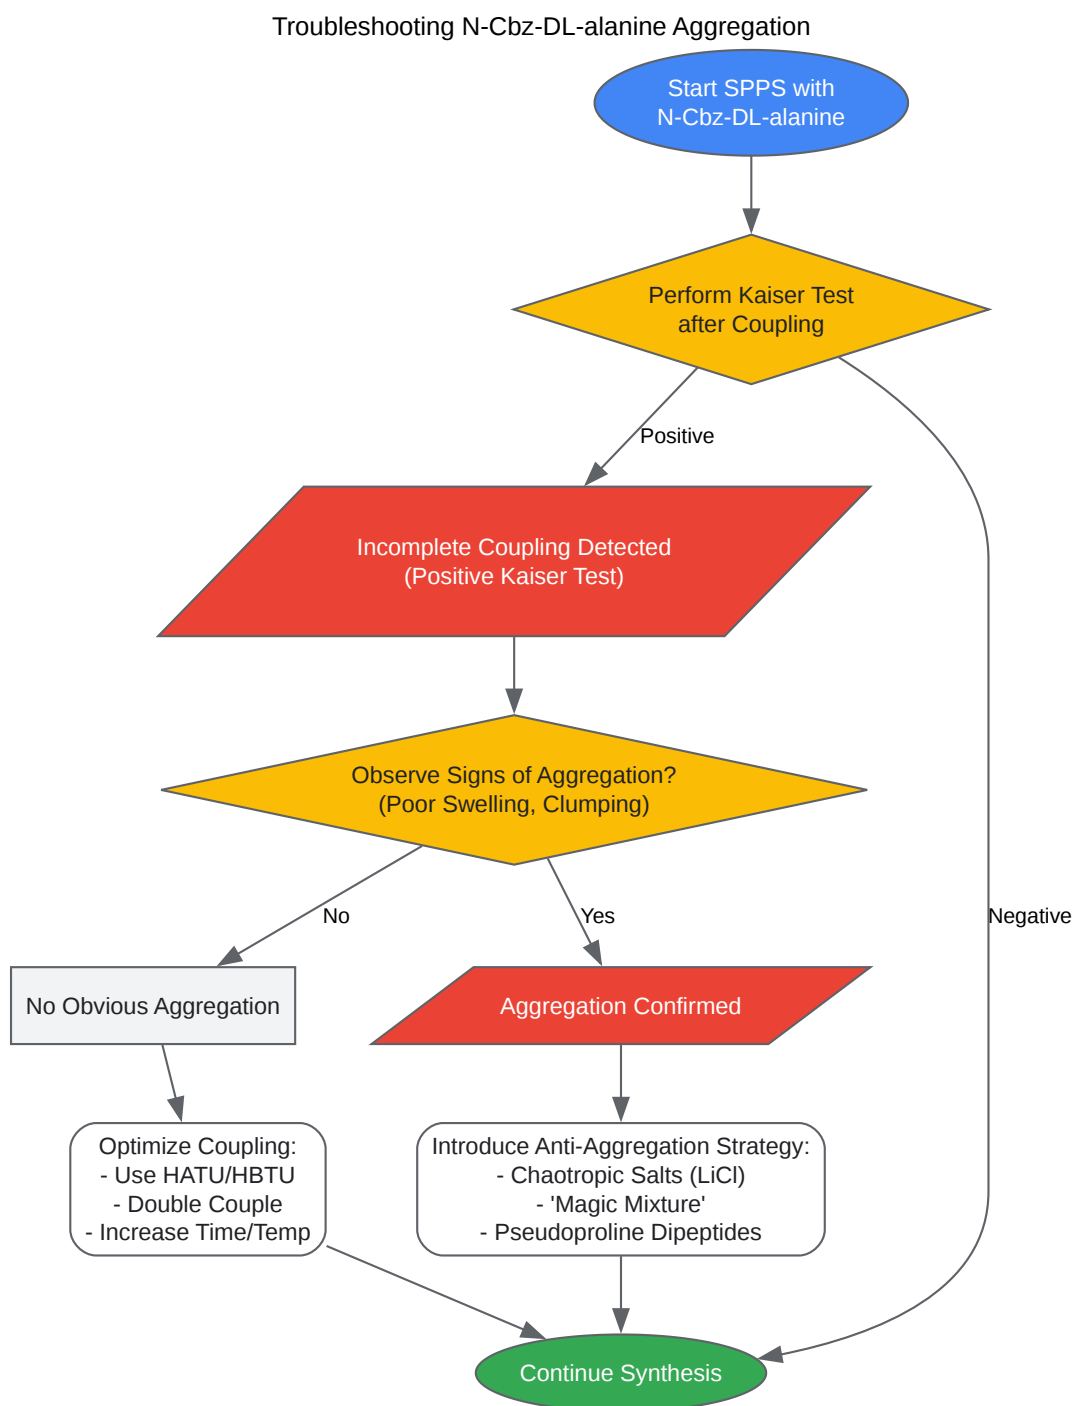 Troubleshooting N-Cbz-DL-alanine Aggregation
Start SPPS with
N-Cbz-DL-alanine
Perform Kaiser Test
after Coupling
Positive
Incomplete Coupling Detected
(Positive Kaiser Test)
Observe Signs of Aggregation?
(Poor Swelling, Clumping)
No
Yes
Negative
No Obvious Aggregation
Aggregation Confirmed
Optimize Coupling:
- Use HATU/HBTU
- Double Couple
- Increase Time/Temp
Introduce Anti-Aggregation Strategy:
- Chaotropic Salts (LiCl)
- 'Magic Mixture'
- Pseudoproline Dipeptides
Continue Synthesis